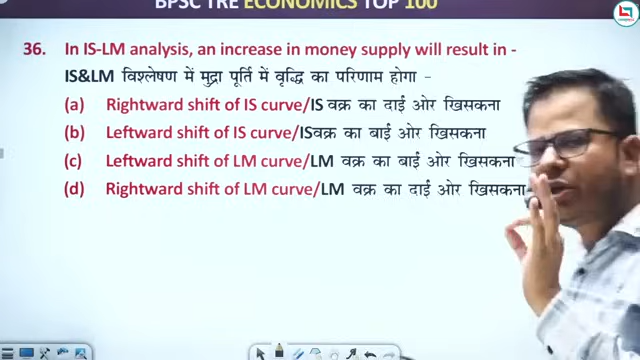 BPSC TRE ECONOMICS TOP 100
36. In IS-LM analysis, an increase in money supply will result in -
IS&LM विश्लेषण में मुद्रा पूर्ति में वृद्धि का परिणाम होगा -
(a) Rightward shift of IS curve/IS वक्र का दाई ओर खिसकना
(b) Leftward shift of IS curve/ISवक्र का बाई ओर खिसकना
(c) Leftward shift of LM curve/LM वक्र का बाई ओर खिसकना
(d) Rightward shift of LM curve/LM वक्र का दाई ओर खिसकना